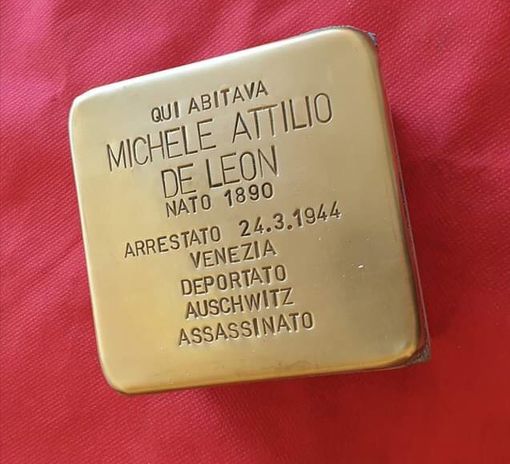 QUI ABITAVA
MICHELE ATTILIO
DE LEON
NATO 1890
ARRESTATO 24.3.1944
VENEZIA
DEPORTATO
AUSCHWITZ
ASSASSINATO